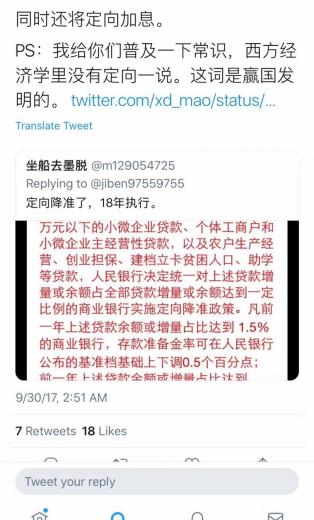 同时还将定向加息。
PS：我给你们普及一下常识，西方经
济学里没有定向一说。这词是赢国发
明的。 twitter.com/xd_mao/status/...
Translate Tweet
坐船去墨脱 @m129054725
Replying to @jiben97559755
定向降准了，18年执行。
万元以下的小微企业贷款、个体工商户和
小微企业主经营性贷款，以及农户生产经
营、创业担保、建档立卡贫困人口、助学
等贷款，人民银行决定统一对上述贷款增
量或余额占全部贷款增量或余额达到一定
比例的商业银行实施定向降准政策。凡前
一年上述贷款余额或增量占比达到 1.5%
的商业银行，存款准备金率可在人民银行
公布的基准档基础上下调0.5个百分点；
前一年上述贷款余额或增量占比达到
9/30/17, 2:51 AM
7 Retweets 18 Likes
Tweet your reply